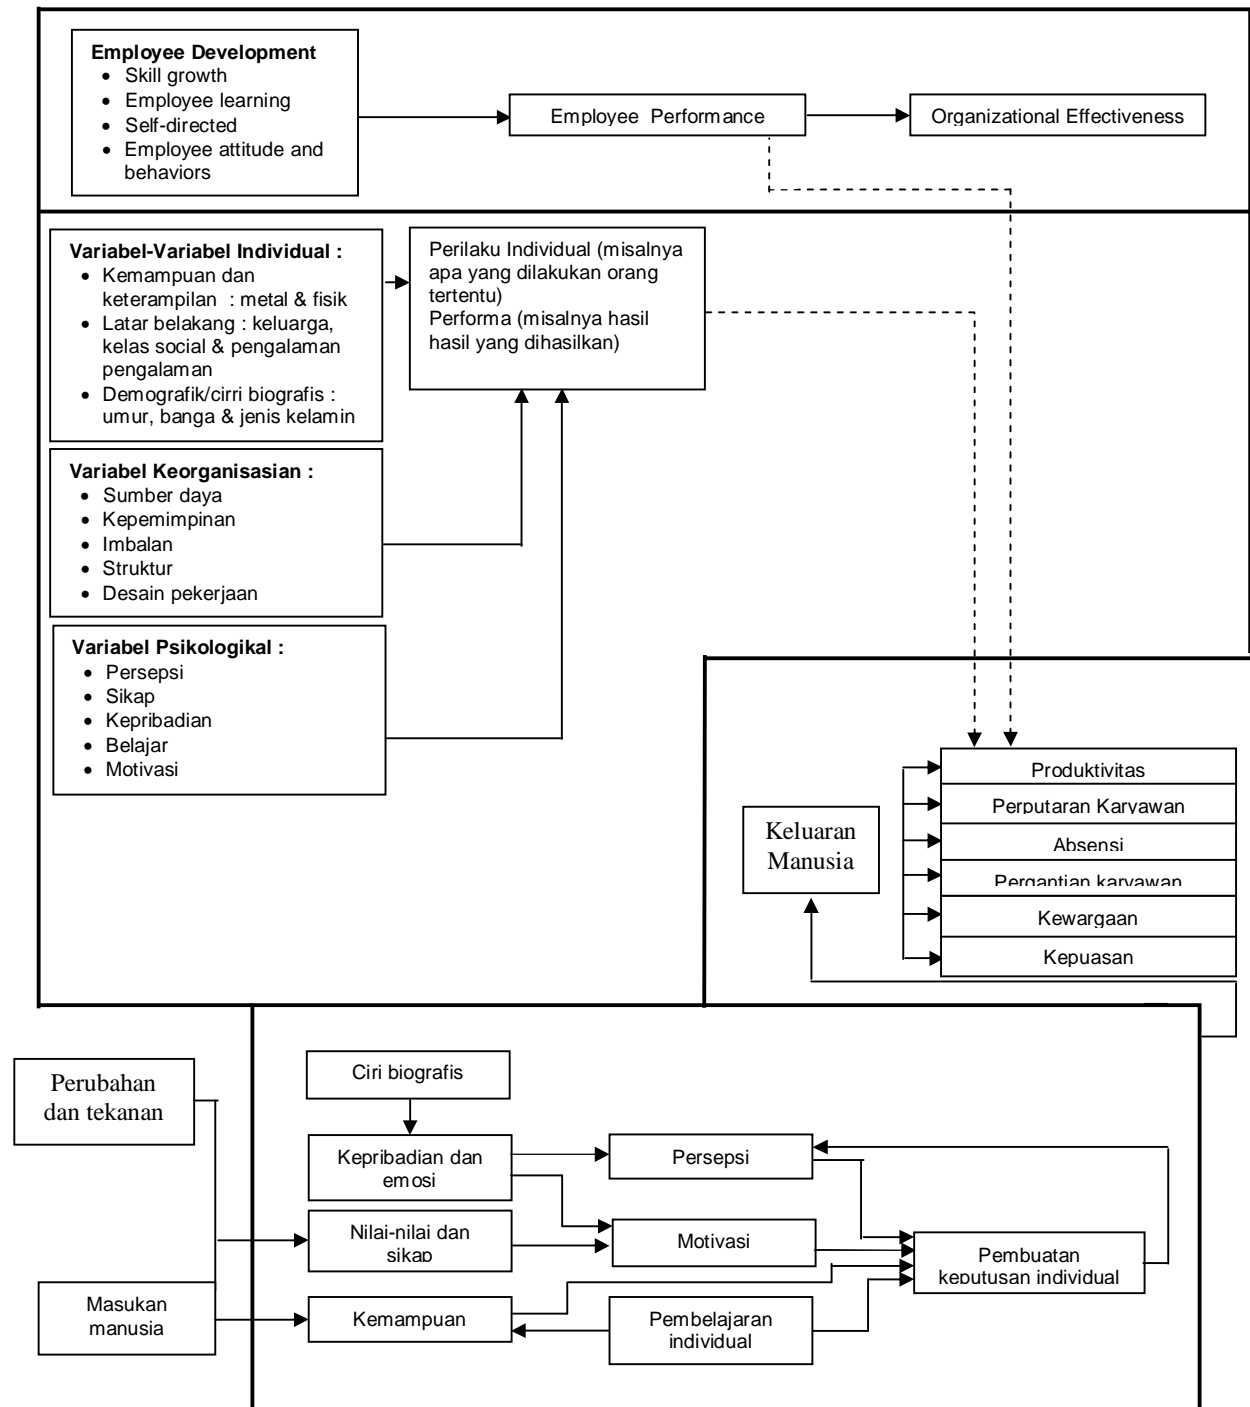 Employee Development
• Skill growth
• Employee learning
• Self-directed
• Employee attitude and
behaviors
Employee Performance
Organizational Effectiveness
Variabel-Variabel Individual :
• Kemampuan dan
keterampilan : metal & fisik
• Latar belakang : keluarga,
kelas social & pengalaman
pengalaman
• Demografik/cirri biografis :
umur, banga & jenis kelamin
Perilaku Individual (misalnya
apa yang dilakukan orang
tertentu)
Performa (misalnya hasil
hasil yang dihasilkan)
Variabel Keorganisasian :
• Sumber daya
• Kepemimpinan
• Imbalan
• Struktur
• Desain pekerjaan
Variabel Psikologikal :
• Persepsi
• Sikap
• Kepribadian
• Belajar
• Motivasi
Keluaran
Manusia
Produktivitas
Perputaran Karyawan
Absensi
Pergantian karyawan
Kewargaan
Kepuasan
Perubahan
dan tekanan
Masukan
manusia
Ciri biografis
Kepribadian dan
emosi
Nilai-nilai dan
sikap
Kemampuan
Persepsi
Motivasi
Pembelajaran
individual
Pembuatan
keputusan individual